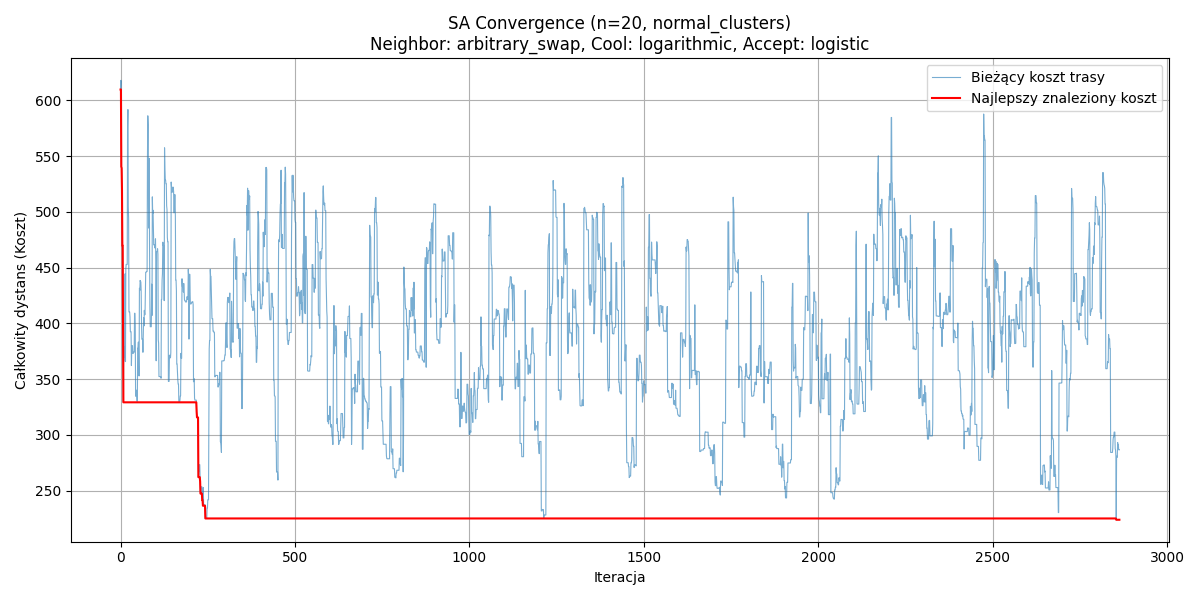 SA Convergence (n=20, normal_clusters)
Neighbor: arbitrary_swap, Cool: logarithmic, Accept: logistic
Bieżący koszt trasy
Najlepszy znaleziony koszt
Całkowity dystans (Koszt)
600
550
500
450
400
350
300
250
0
500
1000
1500
2000
2500
3000
Iteracja